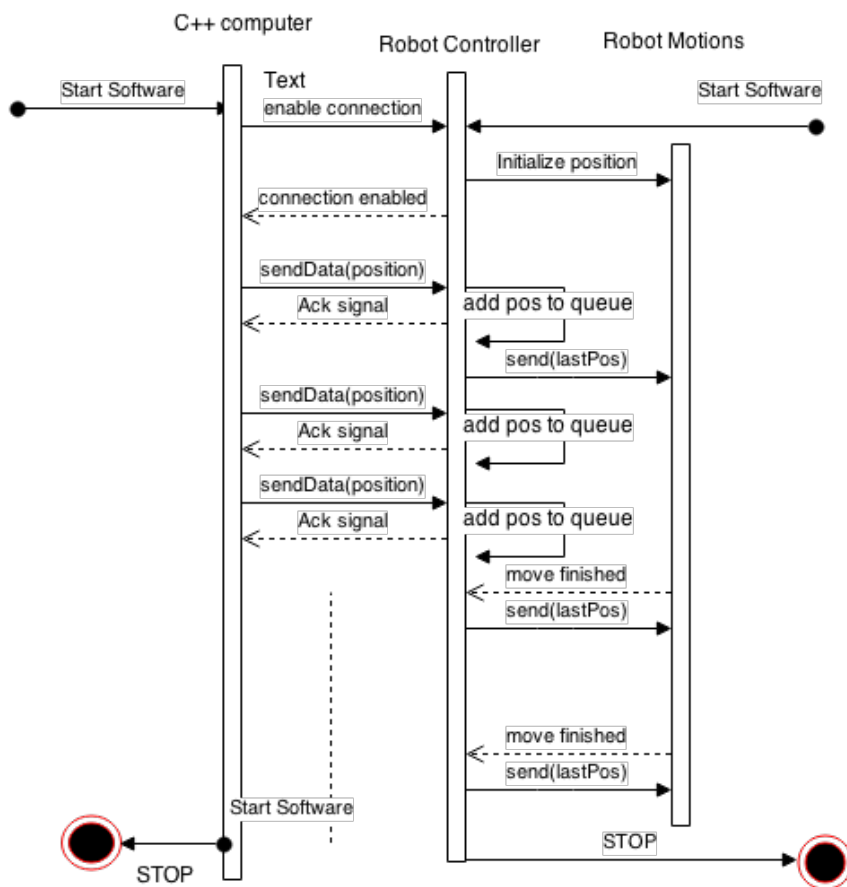 C++ computer
Robot Controller
Robot Motions
Text
Start Software
Start Software
enable connection
Initialize position
connection enabled
sendData(position)
Ack signal
add pos to queue
send(lastPos)
sendData(position)
add pos to queue
Ack signal
sendData(position)
Ack signal
add pos to queue
move finished
send(lastPos)
move finished
send(lastPos)
Start Software
STOP
STOP